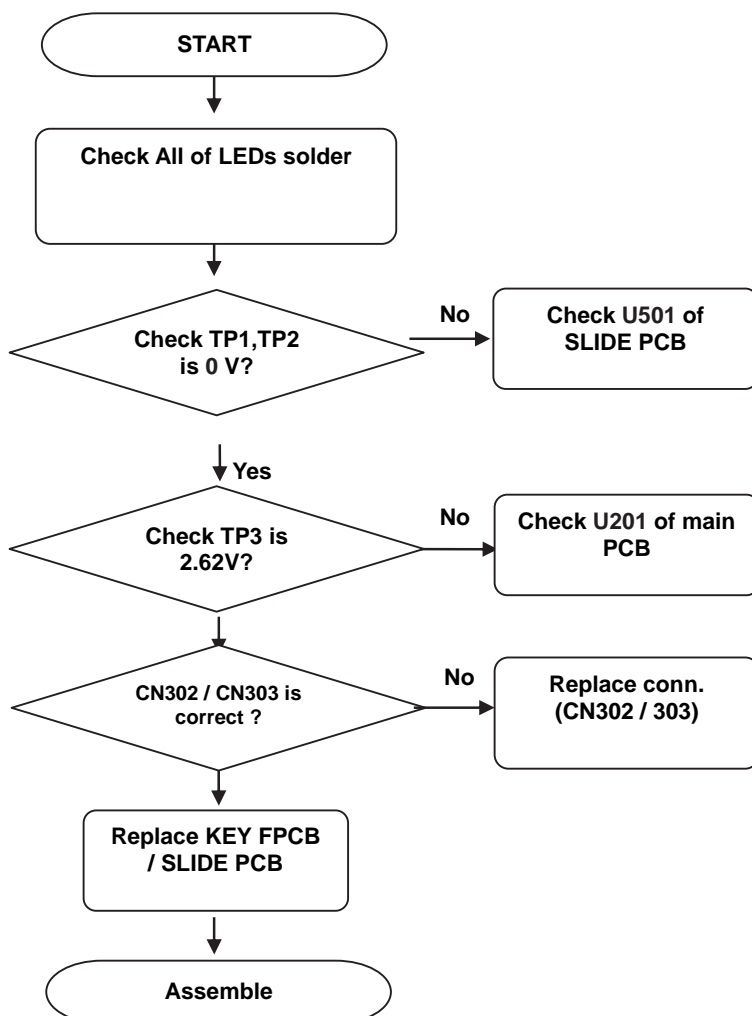 START
Check All of LEDs solder
Check TP1,TP2
is 0 V?
No
Check U501 of
SLIDE PCB
Yes
Check TP3 is
2.62V?
No
Check U201 of main
PCB
CN302 / CN303 is
correct ?
No
Replace conn.
(CN302 / 303)
Replace KEY FPCB
/ SLIDE PCB
Assemble